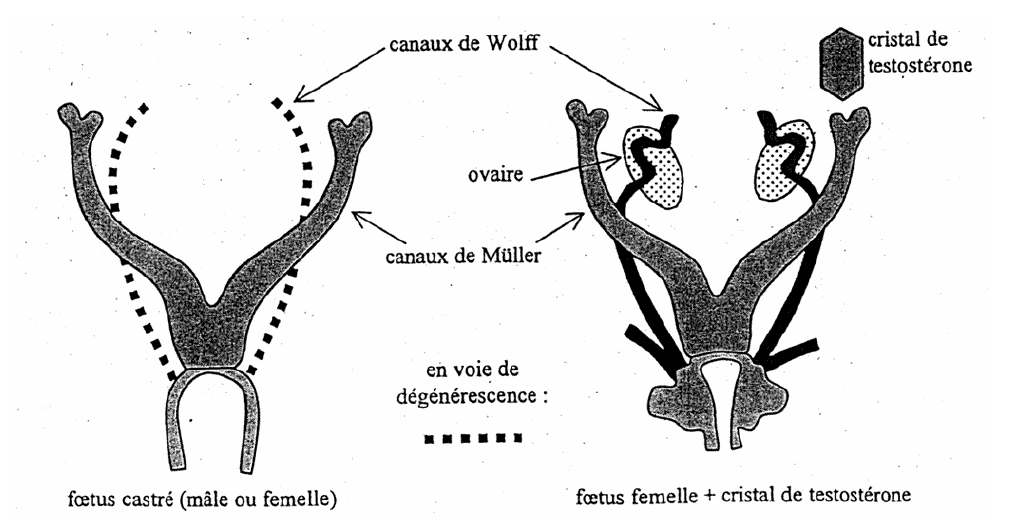 canaux de Wolff
cristal de
testostérone
ovaire
canaux de Müller
en voie de
dégénérescence :
fœtus castré (mâle ou femelle)
fœtus femelle + cristal de testostérone